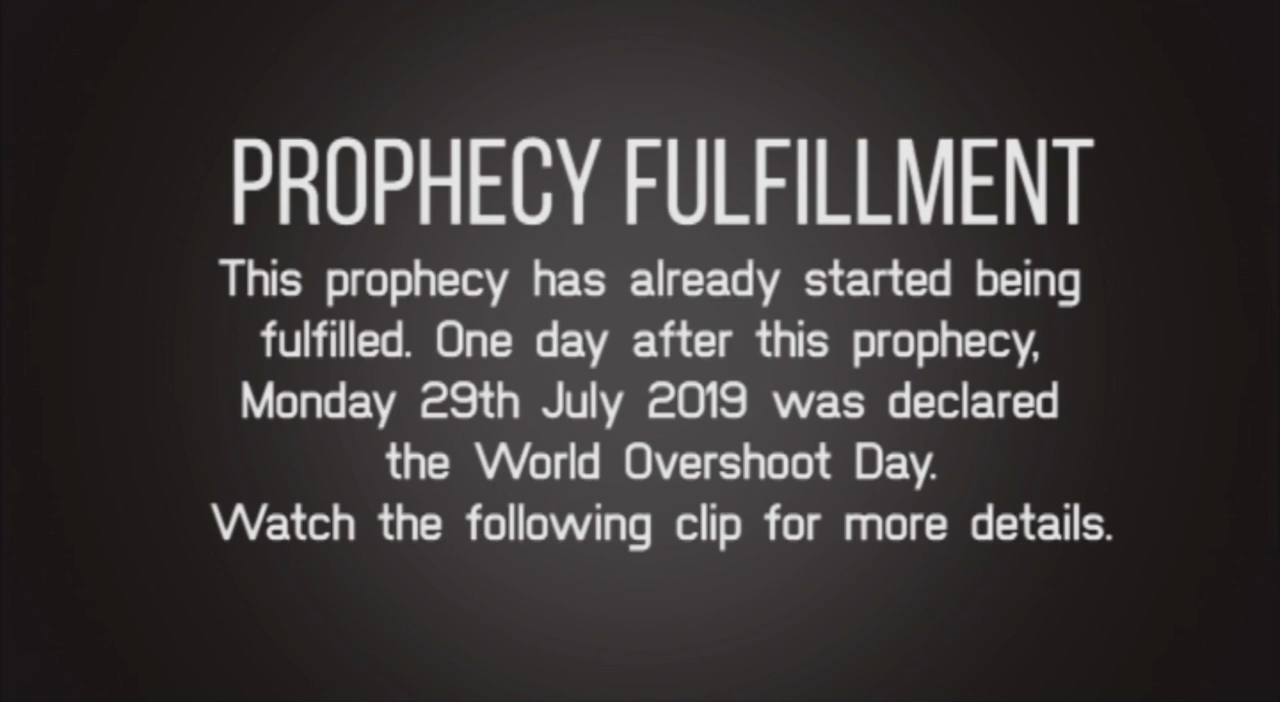 PROPHECY FULFILLMENT
This prophecy has already started being
fulfilled. One day after this prophecy,
Monday 29th July 2019 was declared
the World Overshoot Day.
Watch the following clip for more details.